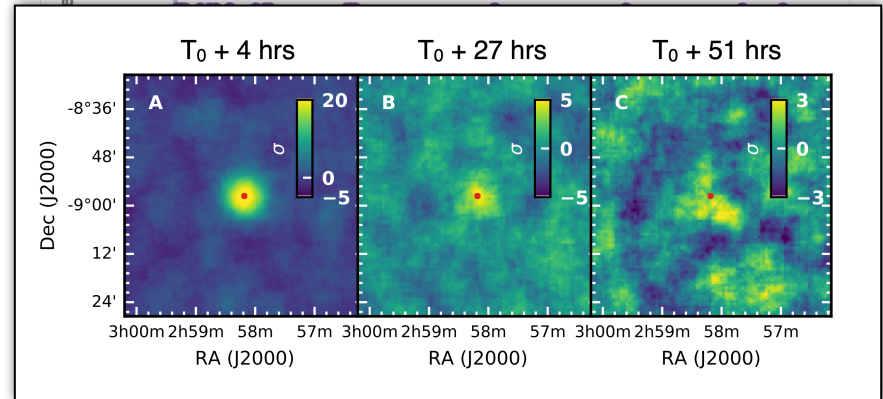 T₀ + 4 hrs T₀ + 27 hrs T₀ + 51 hrs
A 20 B 5 C 3
-8°36'
σ σ σ
48' 0 0
0
-5 -5 -3
-9°00'
Dec (J2000)
12'
24'
3h00m 2h59m 58m 57m 3h00m 2h59m 58m 57m 3h00m 2h59m 58m 57m
RA (J2000) RA (J2000) RA (J2000)